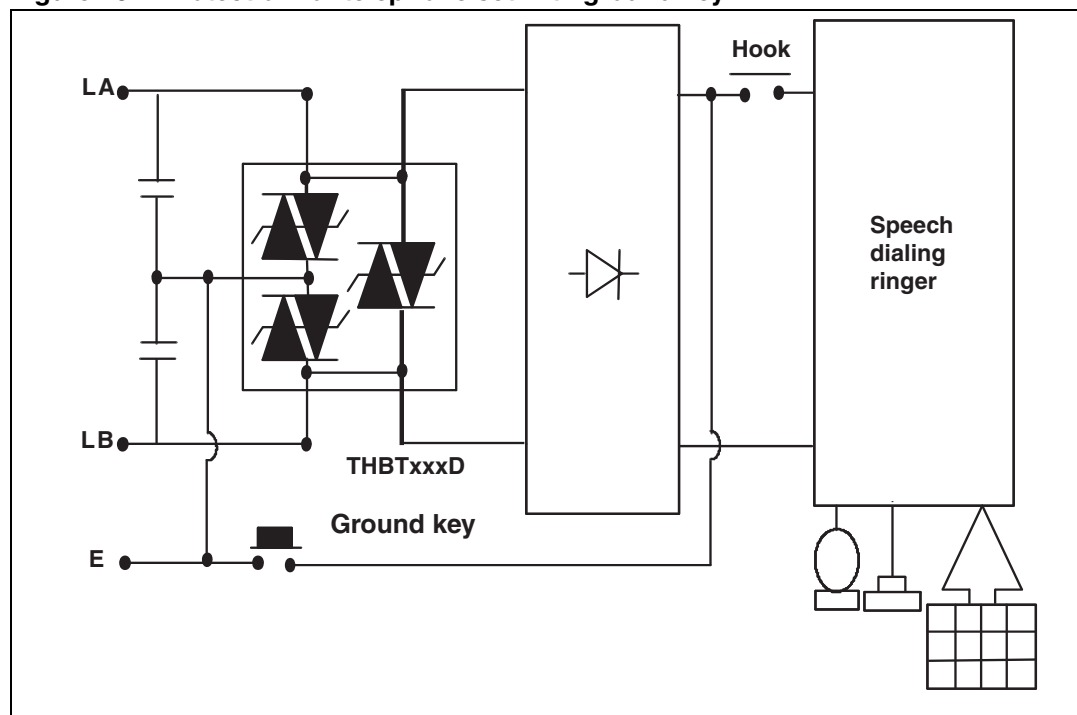 LA
Hook
Speech
dialing
ringer
LB
THBTxxxD
Ground key
E